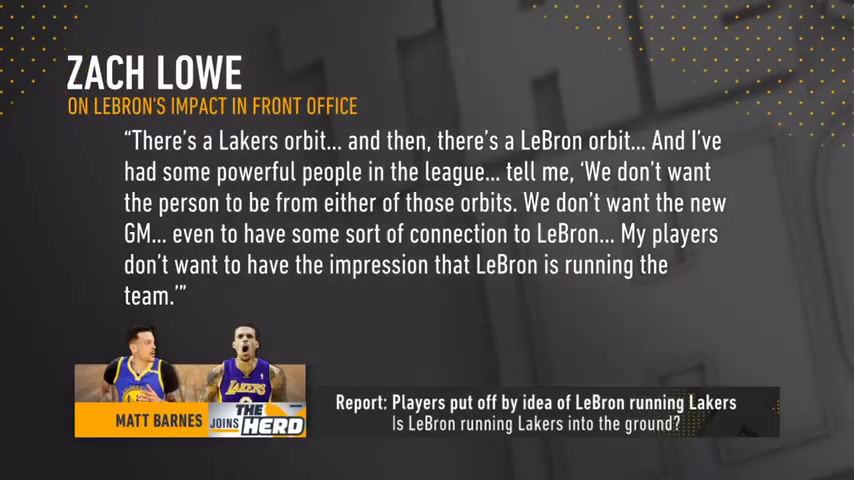 ZACH LOWE
ON LEBRON'S IMPACT IN FRONT OFFICE
“There’s a Lakers orbit... and then, there’s a LeBron orbit... And I’ve
had some powerful people in the league... tell me, ‘We don’t want
the person to be from either of those orbits. We don’t want the new
GM... even to have some sort of connection to LeBron... My players
don’t want to have the impression that LeBron is running the
team.’”
LAKERS
MATT BARNES JOINS THE HERD
Report: Players put off by idea of LeBron running Lakers
Is LeBron running Lakers into the ground?